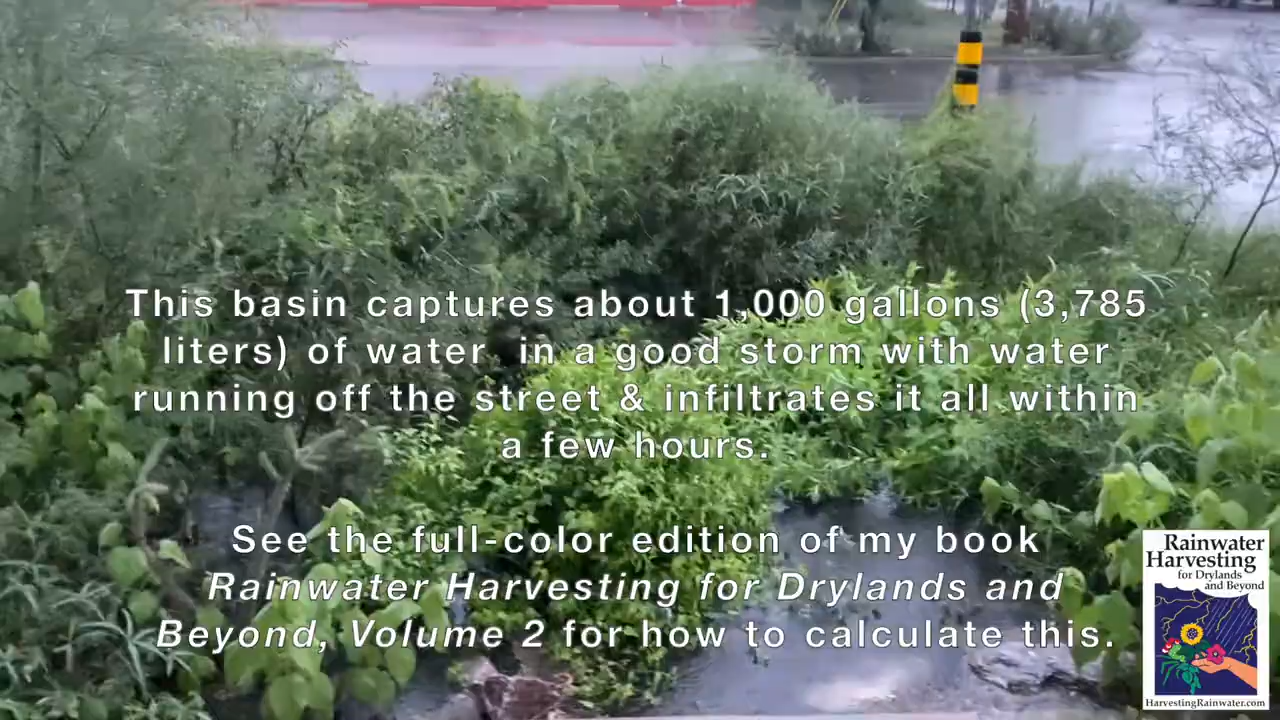 This basin captures about 1,000 gallons (3,785
liters) of water in a good storm with water
running off the street & infiltrates it all within
a few hours.
See the full-color edition of my book
Rainwater Harvesting for Drylands and
Beyond, Volume 2 for how to calculate this.
Rainwater
Harvesting
for Drylands
and Beyond
HarvestingRainwater.com